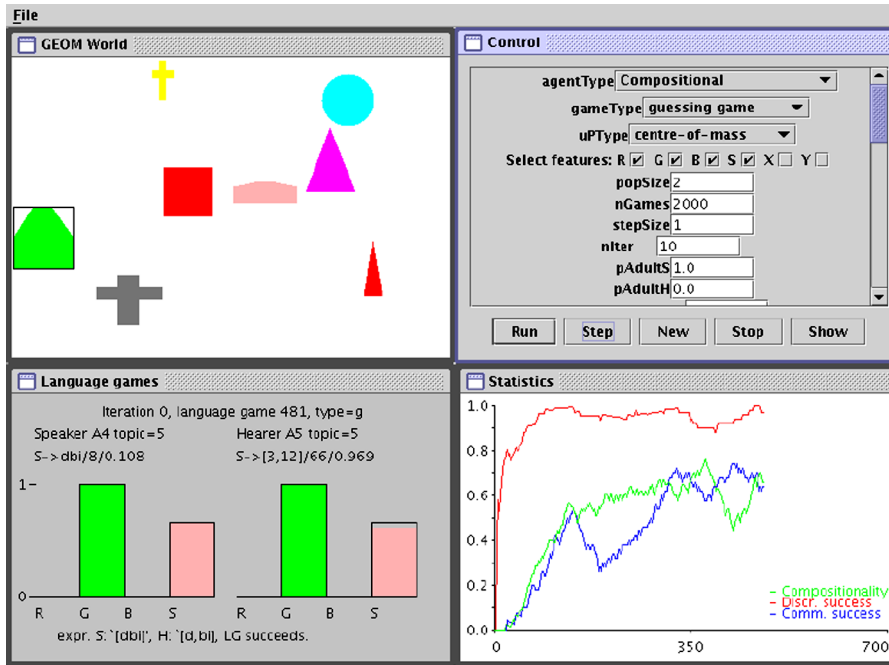 File
GEOM World
Control
agentType Compositional
gameType guessing game
uPType centre-of-mass
Select features: R G B S X Y
popSize 2
nGames 2000
stepSize 1
nIter 10
pAdultS 1.0
pAdultH 0.0
Run Step New Stop Show
Language games
Iteration 0, language game 481, type=g
Speaker A4 topic=5 Hearer A5 topic=5
S->dbi/8/0.108 S->[3,12]/66/0.969
1
0
R G B S R G B S
expr. S: `[dbi]', H: `[d,bi], LG succeeds.
Statistics
1.0
0.8
0.6
0.4
0.2
0.0
Compositionality
Discr. success
Comm. success
0 350 700